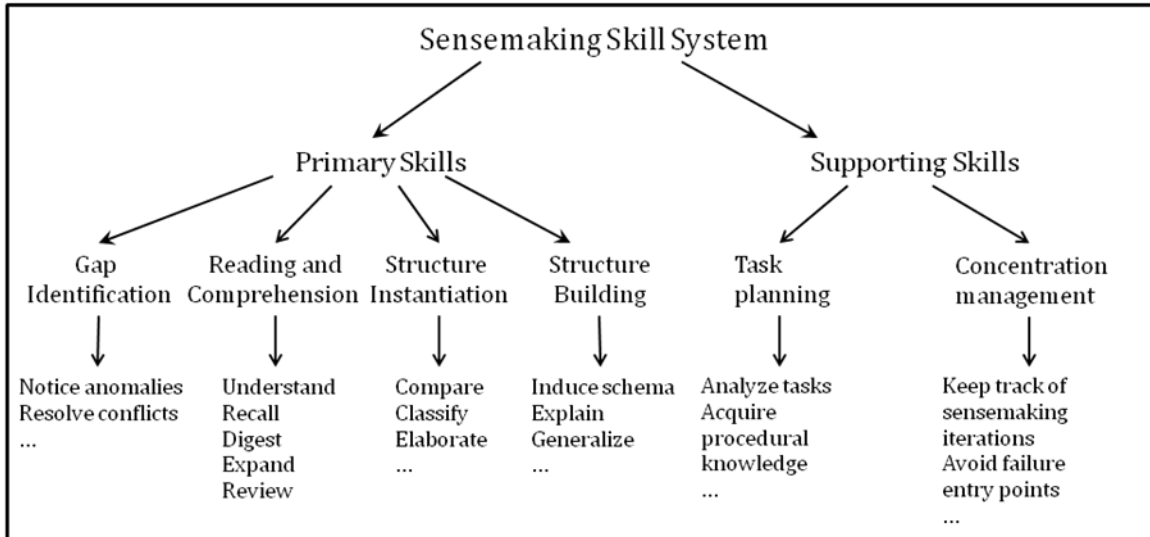 Sensemaking Skill System
Primary Skills
Supporting Skills
Gap
Identification
Reading and
Comprehension
Structure
Instantiation
Structure
Building
Task
planning
Concentration
management
Notice anomalies
Resolve conflicts
...
Understand
Recall
Digest
Expand
Review
Compare
Classify
Elaborate
...
Induce schema
Explain
Generalize
...
Analyze tasks
Acquire
procedural
knowledge
...
Keep track of
sensemaking
iterations
Avoid failure
entry points
...